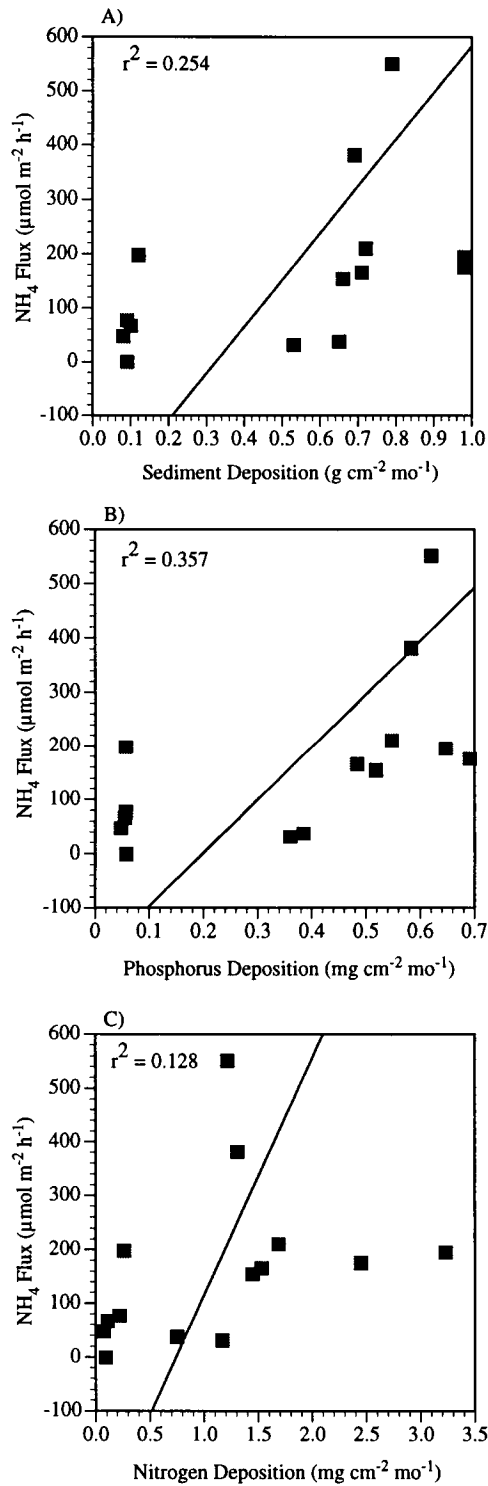 A)
600
r² = 0.254
500
400
300
200
100
0
-100
NH₄ Flux (µmol m⁻² h⁻¹)
0.0 0.1 0.2 0.3 0.4 0.5 0.6 0.7 0.8 0.9 1.0
Sediment Deposition (g cm⁻² mo⁻¹)
B)
600
r² = 0.357
500
400
300
200
100
0
-100
NH₄ Flux (µmol m⁻² h⁻¹)
0 0.1 0.2 0.3 0.4 0.5 0.6 0.7
Phosphorus Deposition (mg cm⁻² mo⁻¹)
C)
600
r² = 0.128
500
400
300
200
100
0
-100
NH₄ Flux (µmol m⁻² h⁻¹)
0.0 0.5 1.0 1.5 2.0 2.5 3.0 3.5
Nitrogen Deposition (mg cm⁻² mo⁻¹)